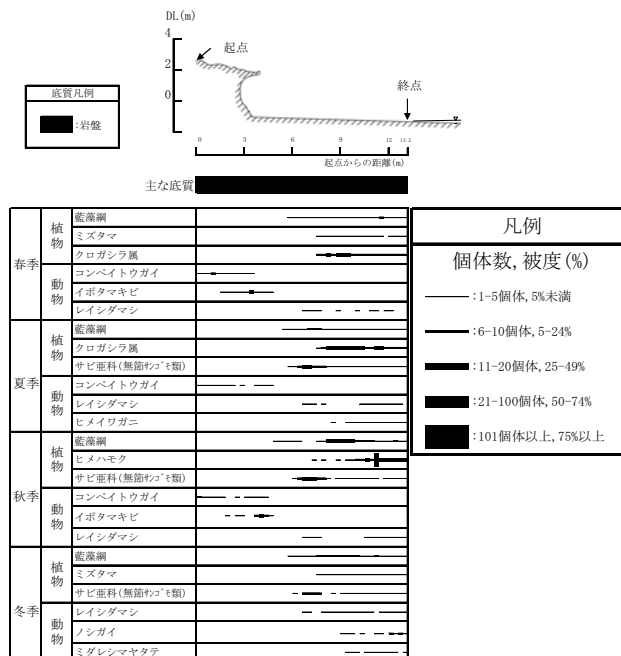 DL(m)
4
2
0
起点
終点
底質凡例
:岩盤
0 3 6 9 12 13.2
起点からの距離(m)
主な底質
春季
植物
藍藻綱
ミズタマ
クロガシラ属
動物
コンペイトウガイ
イボタマキビ
レイシダマシ
夏季
植物
藍藻綱
クロガシラ属
サビ亜科(無節サンゴモ類)
動物
コンペイトウガイ
レイシダマシ
ヒメイワガニ
秋季
植物
藍藻綱
ヒメハモク
サビ亜科(無節サンゴモ類)
動物
コンペイトウガイ
イボタマキビ
レイシダマシ
冬季
植物
藍藻綱
ミズタマ
サビ亜科(無節サンゴモ類)
動物
レイシダマシ
ノシガイ
ミダレシマヤタテ
凡例
個体数,被度(%)
:1-5個体,5%未満
:6-10個体,5-24%
:11-20個体,25-49%
:21-100個体,50-74%
:101個体以上,75%以上